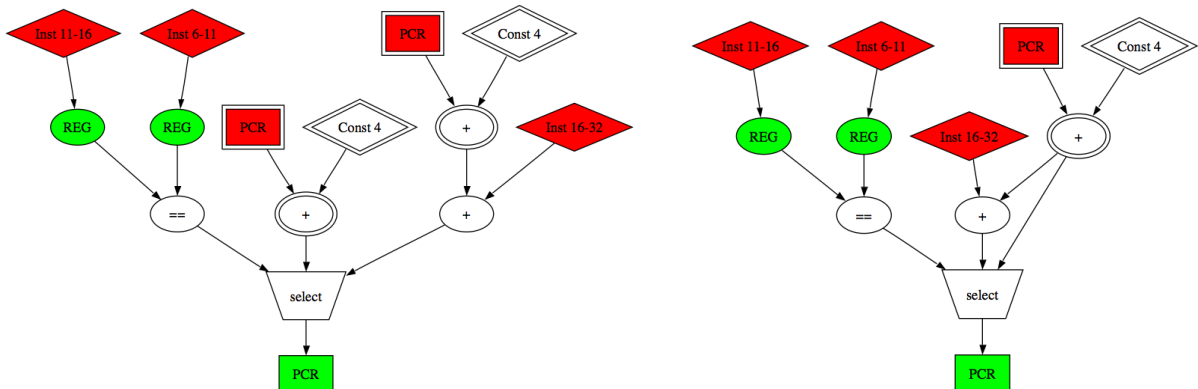 Inst 11-16
Inst 6-11
PCR
Const 4
REG
REG
PCR
Const 4
+
Inst 16-32
==
+
+
select
PCR
Inst 11-16
Inst 6-11
PCR
Const 4
REG
REG
Inst 16-32
+
==
+
select
PCR